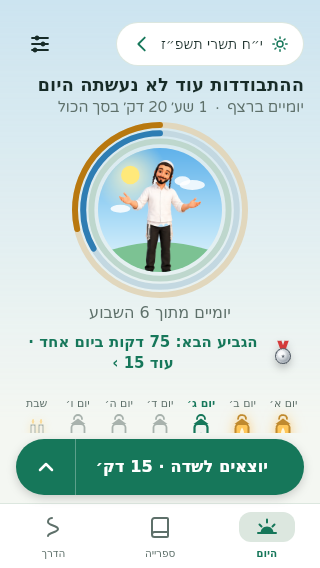 י״ח תשרי תשפ״ז
ההתבודדות עוד לא נעשתה היום
יומיים ברצף · 1 שע׳ 20 דק׳ בסך הכול
יומיים מתוך 6 השבוע
הגביע הבא: 75 דקות ביום אחד ·
עוד 15 ›
יום א׳ יום ב׳ יום ג׳ יום ד׳ יום ה׳ יום ו׳ שבת
יוצאים לשדה · 15 דק׳
היום ספרייה הדרך